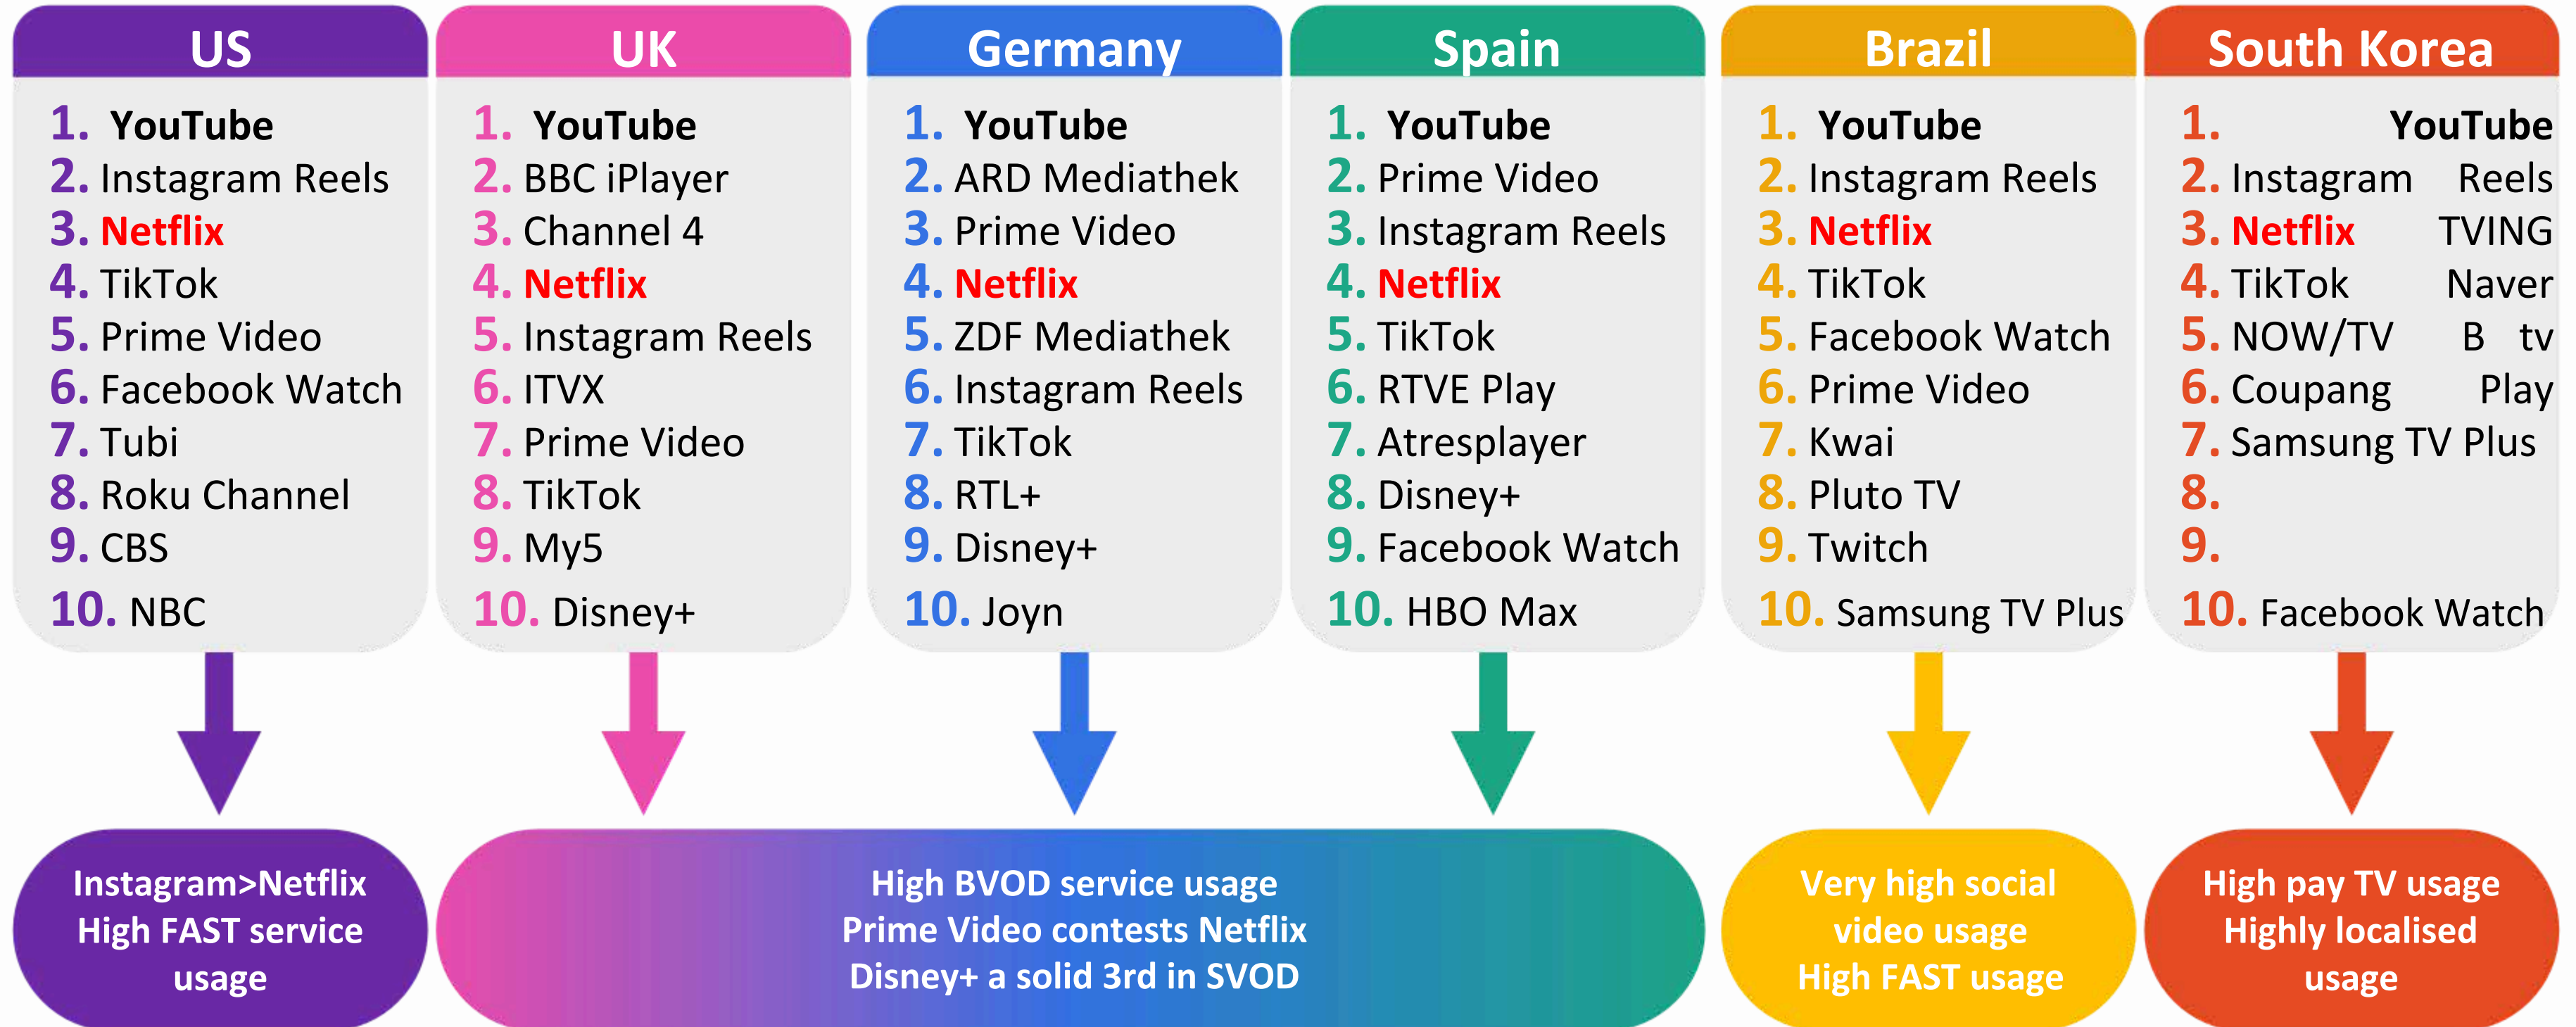 US
1. YouTube
2. Instagram Reels
3. Netflix
4. TikTok
5. Prime Video
6. Facebook Watch
7. Tubi
8. Roku Channel
9. CBS
10. NBC
Instagram>Netflix
High FAST service
usage
UK
1. YouTube
2. BBC iPlayer
3. Channel 4
4. Netflix
5. Instagram Reels
6. ITVX
7. Prime Video
8. TikTok
9. My5
10. Disney+
Germany
1. YouTube
2. ARD Mediathek
3. Prime Video
4. Netflix
5. ZDF Mediathek
6. Instagram Reels
7. TikTok
8. RTL+
9. Disney+
10. Joyn
Spain
1. YouTube
2. Prime Video
3. Instagram Reels
4. Netflix
5. TikTok
6. RTVE Play
7. Atresplayer
8. Disney+
9. Facebook Watch
10. HBO Max
High BVOD service usage
Prime Video contests Netflix
Disney+ a solid 3rd in SVOD
Brazil
1. YouTube
2. Instagram Reels
3. Netflix
4. TikTok
5. Facebook Watch
6. Prime Video
7. Kwai
8. Pluto TV
9. Twitch
10. Samsung TV Plus
Very high social
video usage
High FAST usage
South Korea
1. YouTube
2. Instagram Reels
3. Netflix TVING
4. TikTok Naver
5. NOW/TV B tv
6. Coupang Play
7. Samsung TV Plus
8.
9.
10. Facebook Watch
High pay TV usage
Highly localised
usage